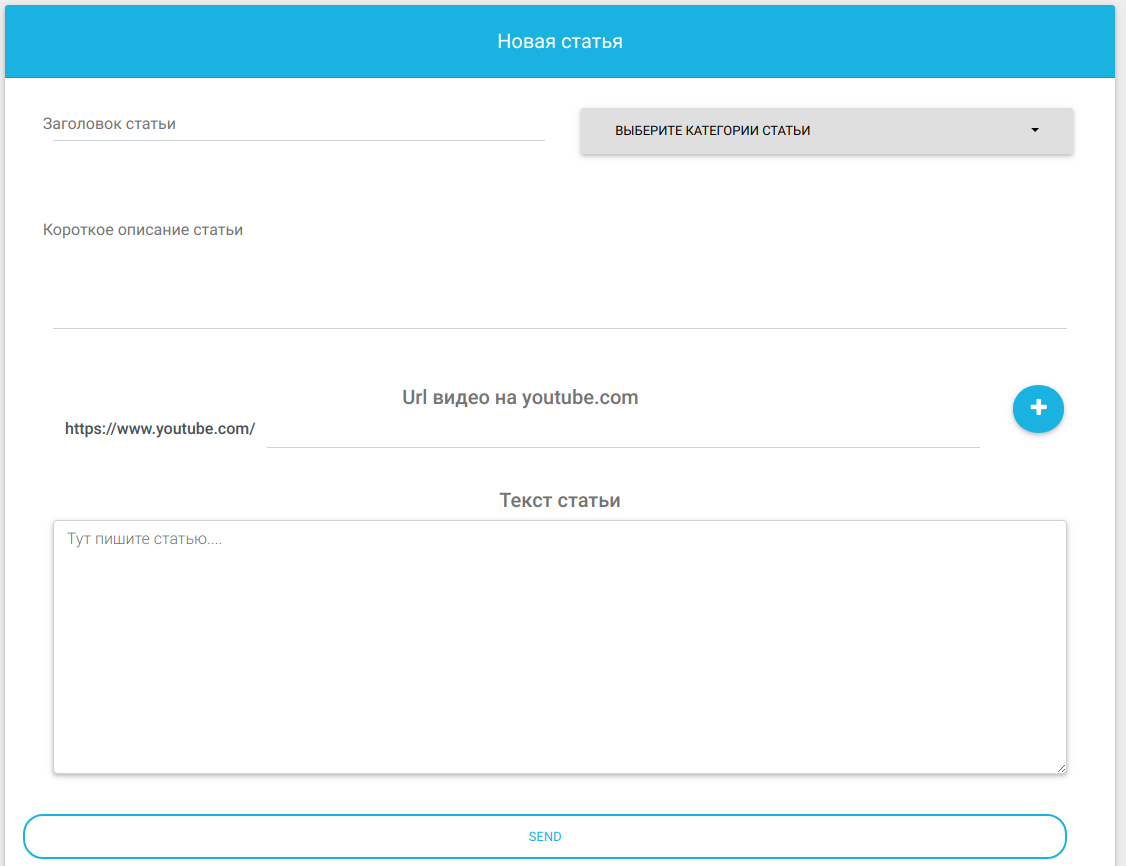 Новая статья
Заголовок статьи
ВЫБЕРИТЕ КАТЕГОРИИ СТАТЬИ
Короткое описание статьи
Url видео на youtube.com
https://www.youtube.com/
Текст статьи
Тут пишите статью....
SEND